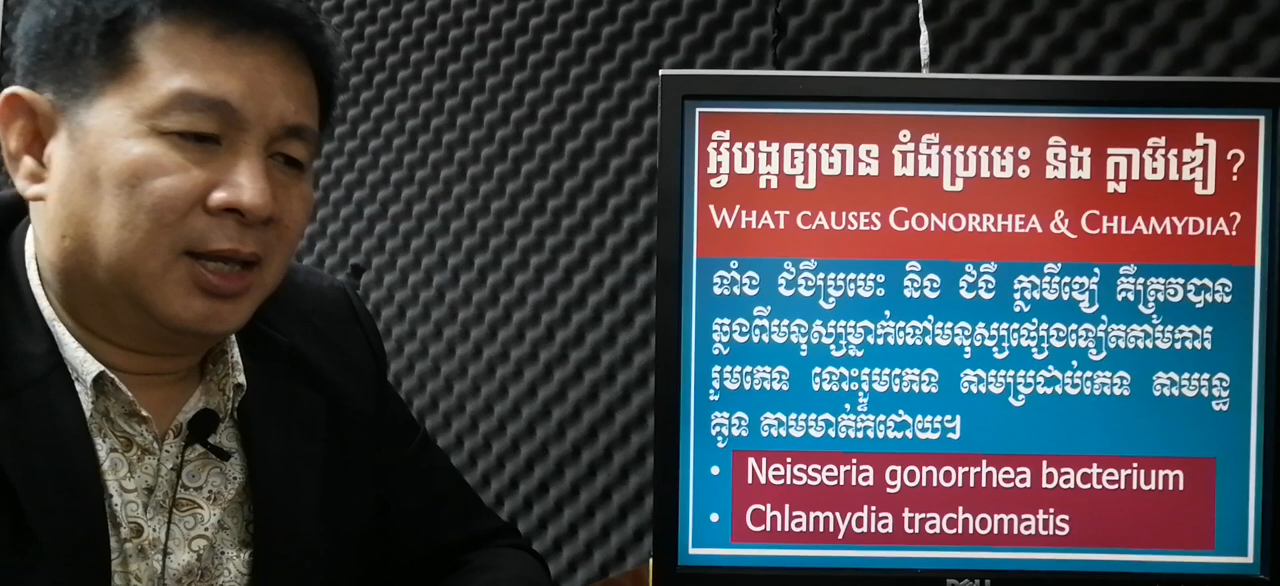 អ្វីបង្កឲ្យមាន ជំងឺប្រមេះ និង ក្លាមីឌៀ ?
WHAT CAUSES GONORRHEA & CHLAMYDIA?
ទាំង ជំងឺប្រមេះ និង ជំងឺ ក្លាមីឌៀ គឺត្រូវបាន
ឆ្លងពីមនុស្សម្នាក់ទៅមនុស្សផ្សេងទៀតតាមការ
រួមភេទ ទោះរួមភេទ តាមប្រដាប់ភេទ តាមរន្ធ
គូទ តាមមាត់ក៏ដោយ។
• Neisseria gonorrhea bacterium
• Chlamydia trachomatis
DELL